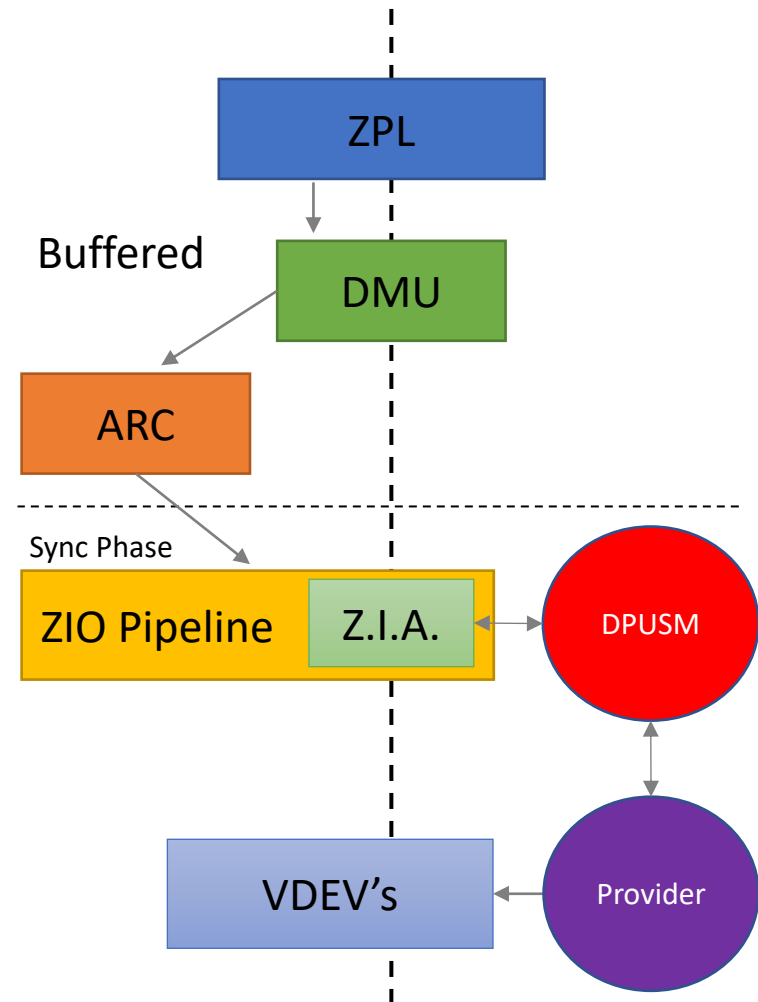 ZPL
Buffered
DMU
ARC
Sync Phase
ZIO Pipeline
Z.I.A.
DPUSM
VDEV's
Provider